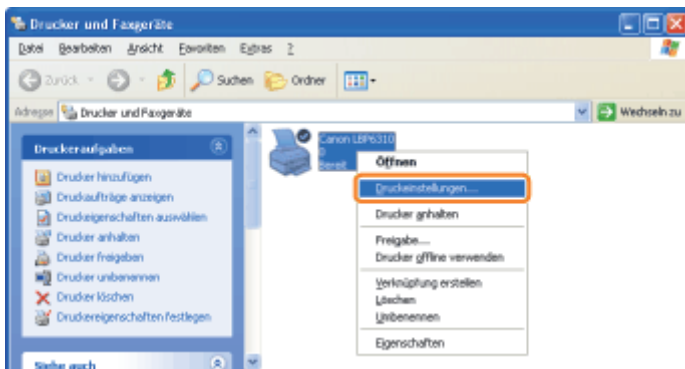 Drucker und Faxgeräte
Datei Bearbeiten Ansicht Favoriten Extras ?
Zurück Suchen Ordner
Adresse Drucker und Faxgeräte Wechseln zu
Druckeraufgaben
Drucker hinzufügen
Druckaufträge anzeigen
Druckeigenschaften auswählen
Drucker anhalten
Drucker freigeben
Drucker umbenennen
Drucker löschen
Druckereigenschaften festlegen
Siehe auch
Canon LBP6310
0
Bereit
Öffnen
Druckeinstellungen...
Drucker anhalten
Freigabe...
Drucker offline verwenden
Verknüpfung erstellen
Löschen
Umbenennen
Eigenschaften